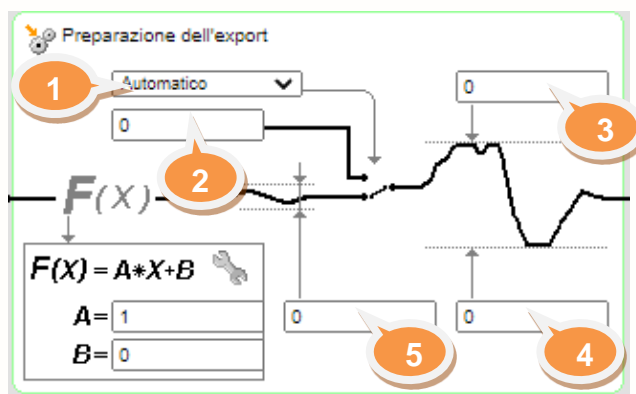 Preparazione dell'export
1
Automatico
0
3
0
2
F(X)
F(X) = A*X+B
A= 1
0
0
B= 0
5
4